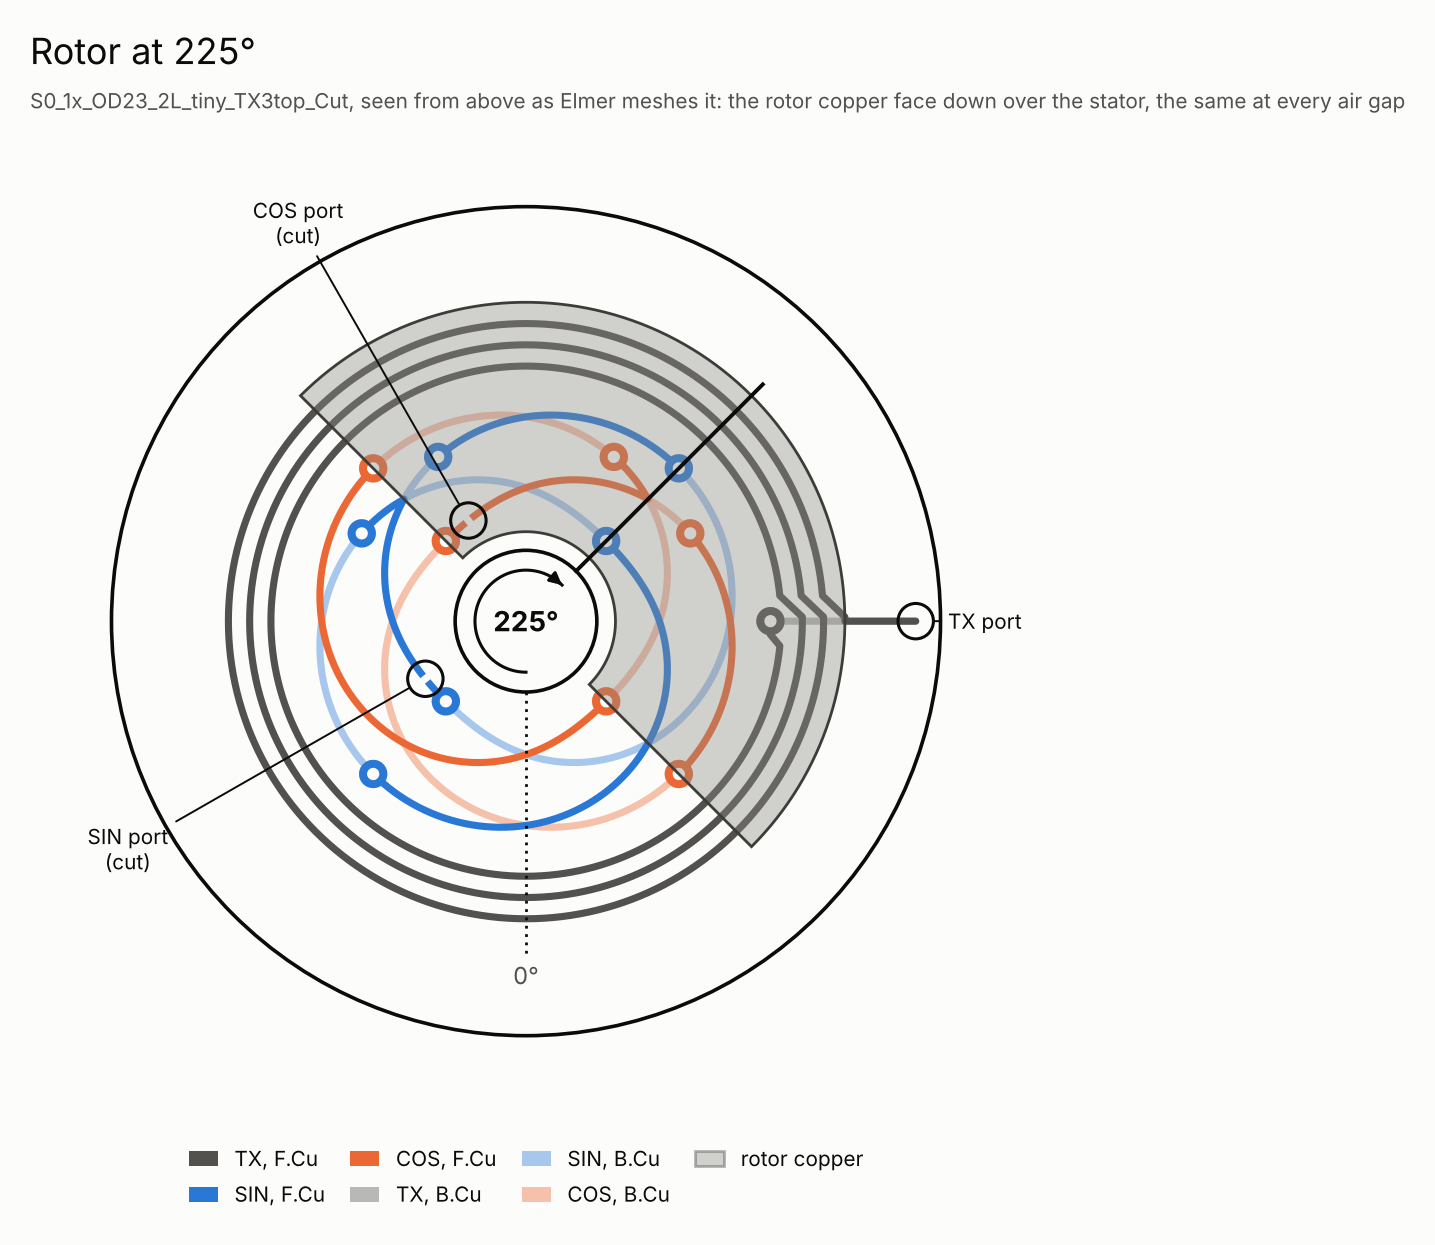 Rotor at 225°
S0_1x_OD23_2L_tiny_TX3top_Cut, seen from above as Elmer meshes it: the rotor copper face down over the stator, the same at every air gap
COS port
(cut)
225°
TX port
SIN port
(cut)
0°
TX, F.Cu
COS, F.Cu
SIN, B.Cu
rotor copper
SIN, F.Cu
TX, B.Cu
COS, B.Cu